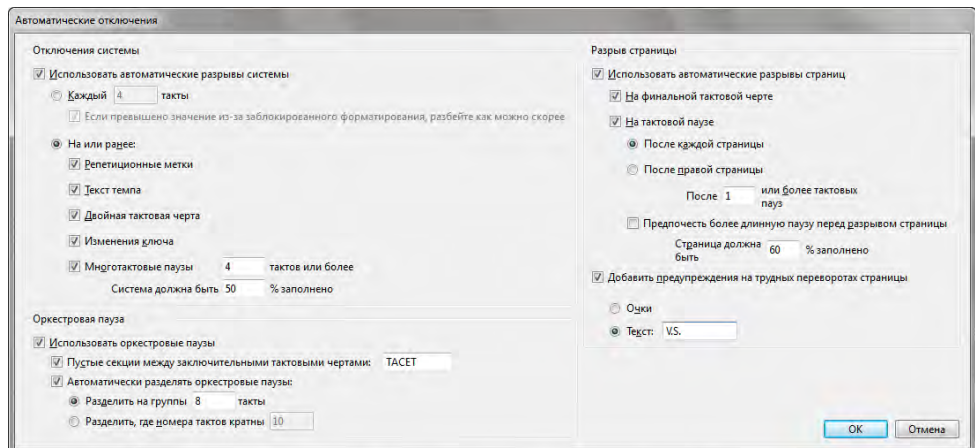 Автоматические отключения
Отключения системы
Использовать автоматические разрывы системы
Каждый 4 такты
Если превышено значение из-за заблокированного форматирования, разбейте как можно скорее
На или ранее:
Репетиционные метки
Текст темпа
Двойная тактовая черта
Изменения ключа
Многотактовые паузы 4 тактов или более
Система должна быть 50 % заполнено
Оркестровая пауза
Использовать оркестровые паузы
Пустые секции между заключительными тактовыми чертами: TACET
Автоматически разделять оркестровые паузы:
Разделить на группы 8 такты
Разделить, где номера тактов кратны 10
Разрыв страницы
Использовать автоматические разрывы страниц
На финальной тактовой черте
На тактовой паузе
После каждой страницы
После правой страницы
После 1 или более тактовых
пауз
Предпочесть более длинную паузу перед разрывом страницы
Страница должна
быть 60 % заполнено
Добавить предупреждения на трудных переворотах страницы
Очки
Текст: V.S.
OK Отмена